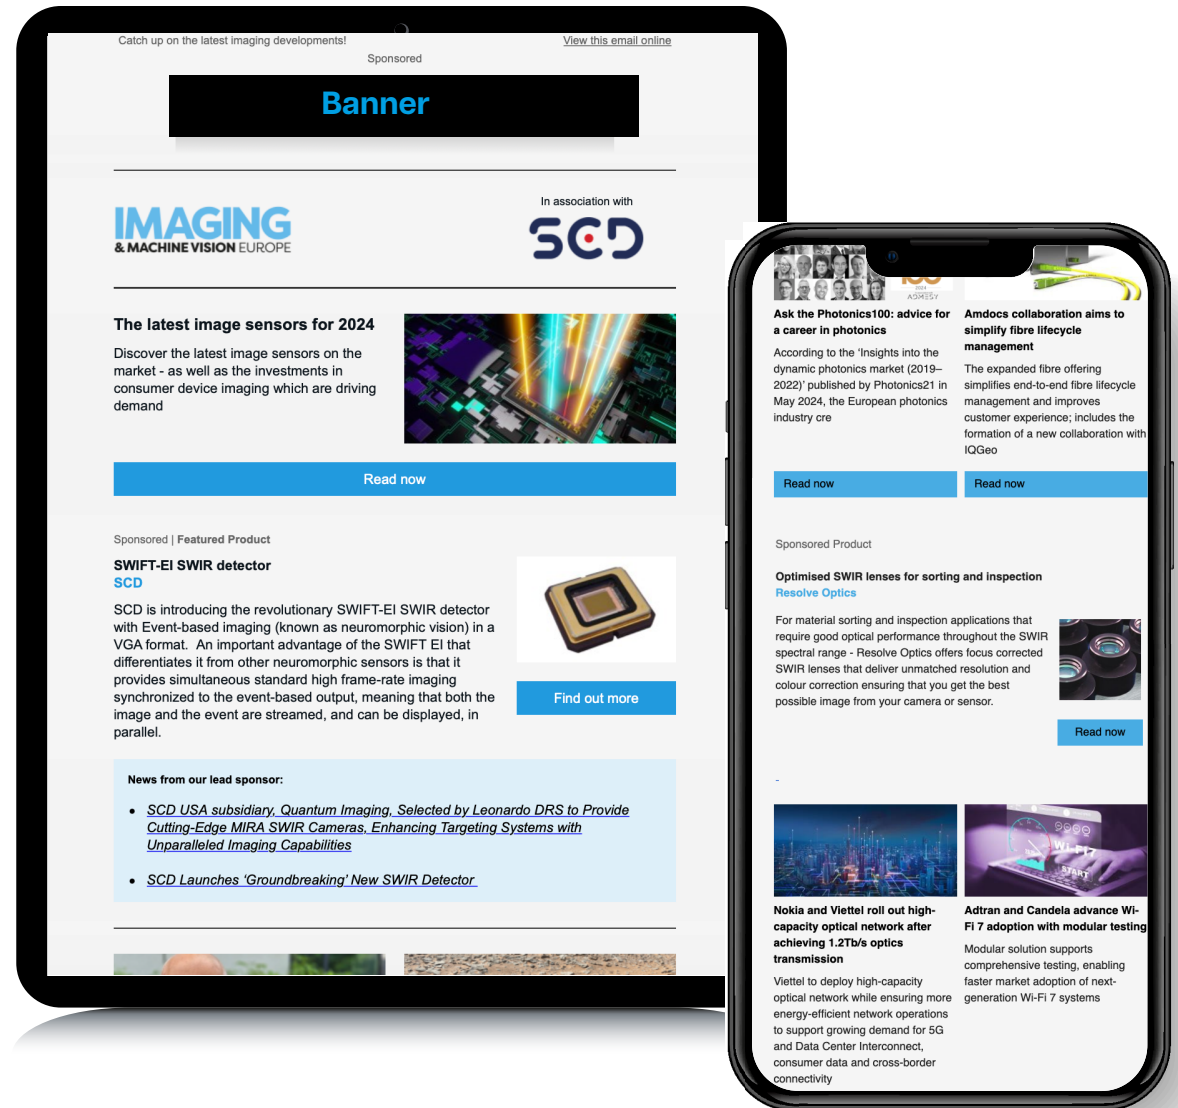 Catch up on the latest imaging developments!
View this email online
Sponsored
Banner
IMAGING
& MACHINE VISION EUROPE
In association with
SCD
The latest image sensors for 2024
Discover the latest image sensors on the
market - as well as the investments in
consumer device imaging which are driving
demand
Read now
Sponsored | Featured Product
SWIFT-EI SWIR detector
SCD
SCD is introducing the revolutionary SWIFT-EI SWIR detector
with Event-based imaging (known as neuromorphic vision) in a
VGA format.  An important advantage of the SWIFT EI that
differentiates it from other neuromorphic sensors is that it
provides simultaneous standard high frame-rate imaging
synchronized to the event-based output, meaning that both the
image and the event are streamed, and can be displayed, in
parallel.
Find out more
News from our lead sponsor:
• SCD USA subsidiary, Quantum Imaging, Selected by Leonardo DRS to Provide
Cutting-Edge MIRA SWIR Cameras, Enhancing Targeting Systems with
Unparalleled Imaging Capabilities
• SCD Launches ‘Groundbreaking’ New SWIR Detector
2024
ADMESY
Ask the Photonics100: advice for
a career in photonics
According to the ‘Insights into the
dynamic photonics market (2019–
2022)’ published by Photonics21 in
May 2024, the European photonics
industry cre
Read now
Amdocs collaboration aims to
simplify fibre lifecycle
management
The expanded fibre offering
simplifies end-to-end fibre lifecycle
management and improves
customer experience; includes the
formation of a new collaboration with
IQGeo
Read now
Sponsored Product
Optimised SWIR lenses for sorting and inspection
Resolve Optics
For material sorting and inspection applications that
require good optical performance throughout the SWIR
spectral range - Resolve Optics offers focus corrected
SWIR lenses that deliver unmatched resolution and
colour correction ensuring that you get the best
possible image from your camera or sensor.
Read now
-
Nokia and Viettel roll out high-
capacity optical network after
achieving 1.2Tb/s optics
transmission
Viettel to deploy high-capacity
optical network while ensuring more
energy-efficient network operations
to support growing demand for 5G
and Data Center Interconnect,
consumer data and cross-border
connectivity
WI-FI7
START
Adtran and Candela advance Wi-
Fi 7 adoption with modular testing
Modular solution supports
comprehensive testing, enabling
faster market adoption of next-
generation Wi-Fi 7 systems